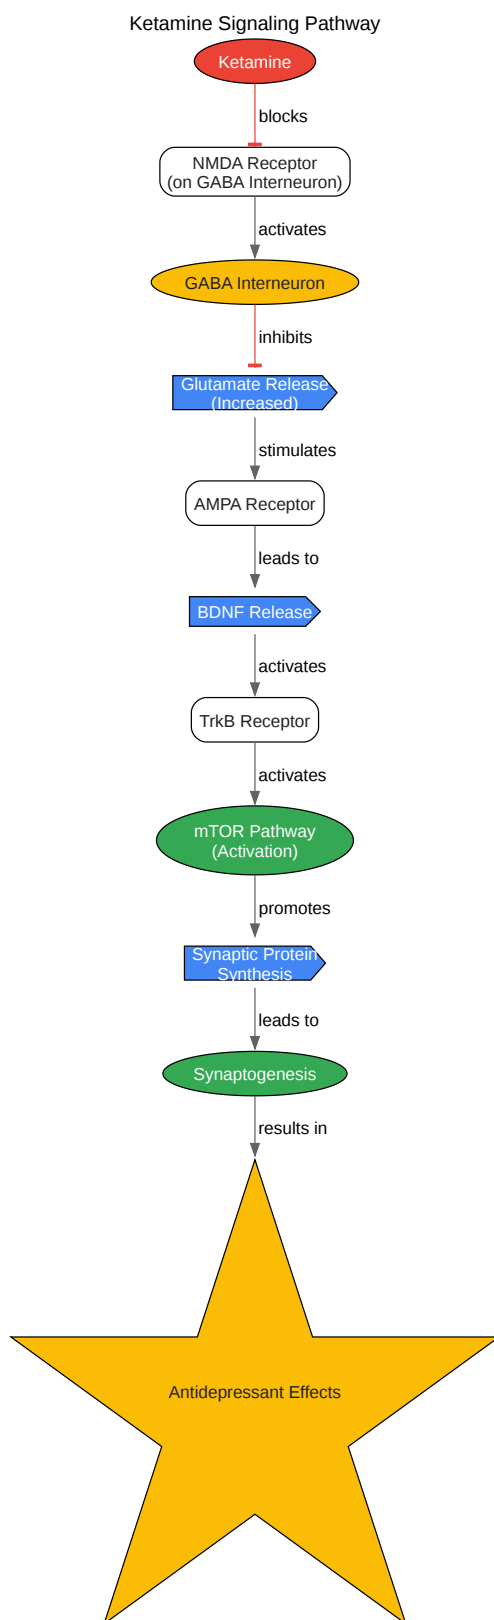 Ketamine Signaling Pathway
Ketamine
blocks
NMDA Receptor
(on GABA Interneuron)
activates
GABA Interneuron
inhibits
Glutamate Release
(Increased)
stimulates
AMPA Receptor
leads to
BDNF Release
activates
TrkB Receptor
activates
mTOR Pathway
(Activation)
promotes
Synaptic Protein
Synthesis
leads to
Synaptogenesis
results in
Antidepressant Effects